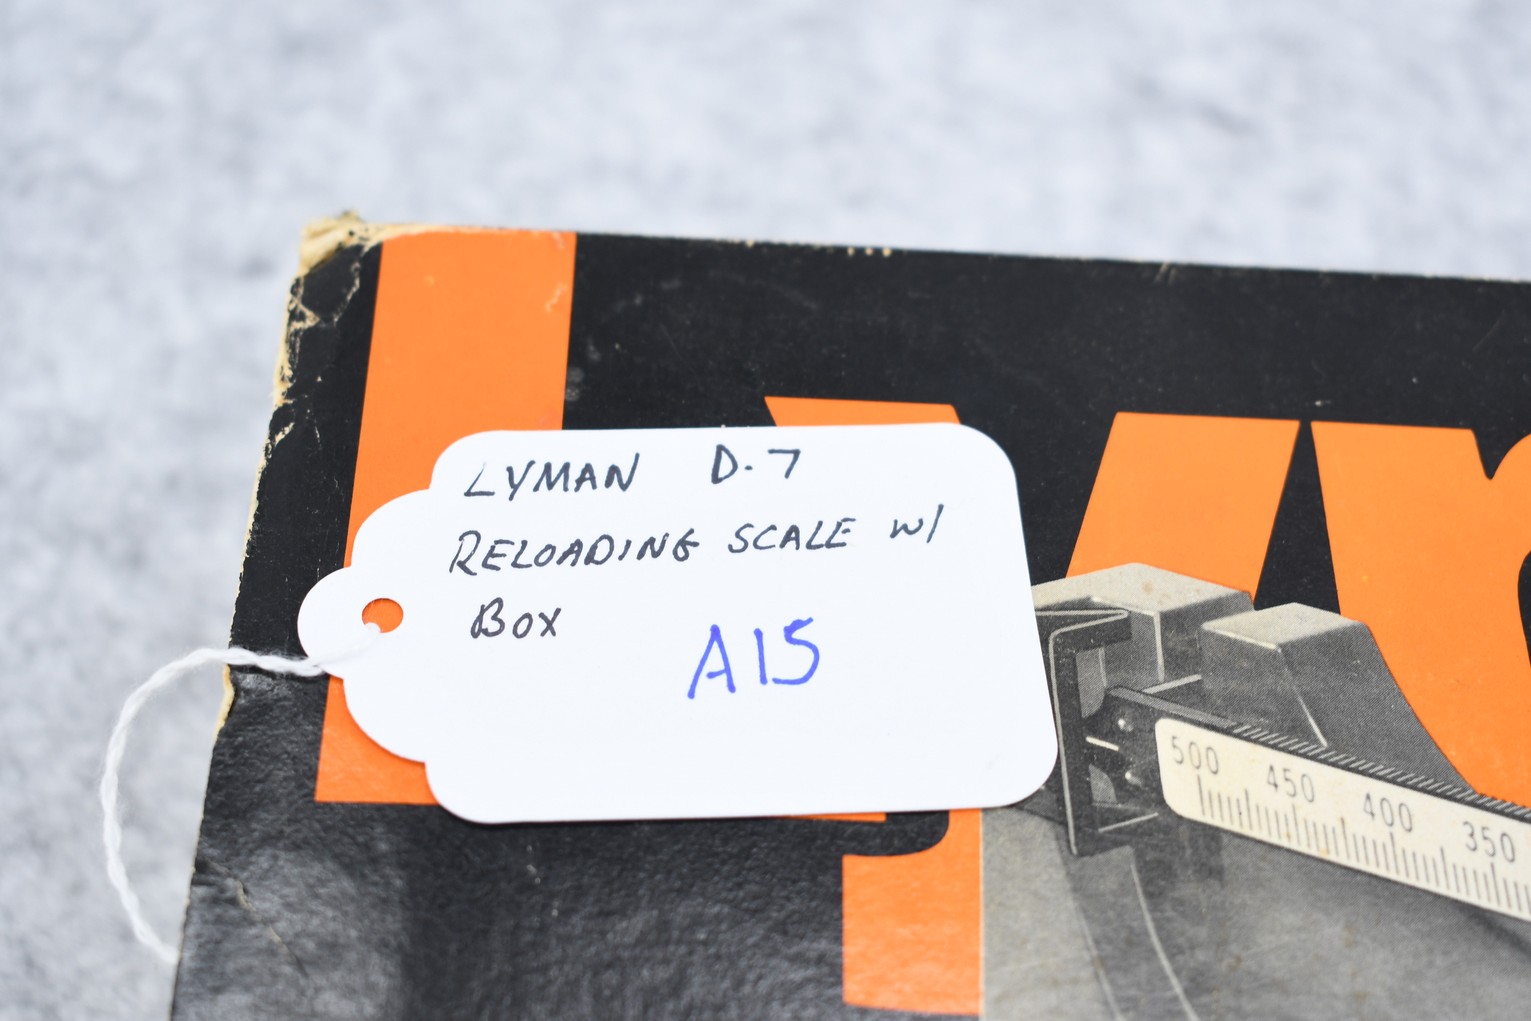 LYMAN D-7
RELOADING SCALE W/
BOX
A15
500 450 400 350